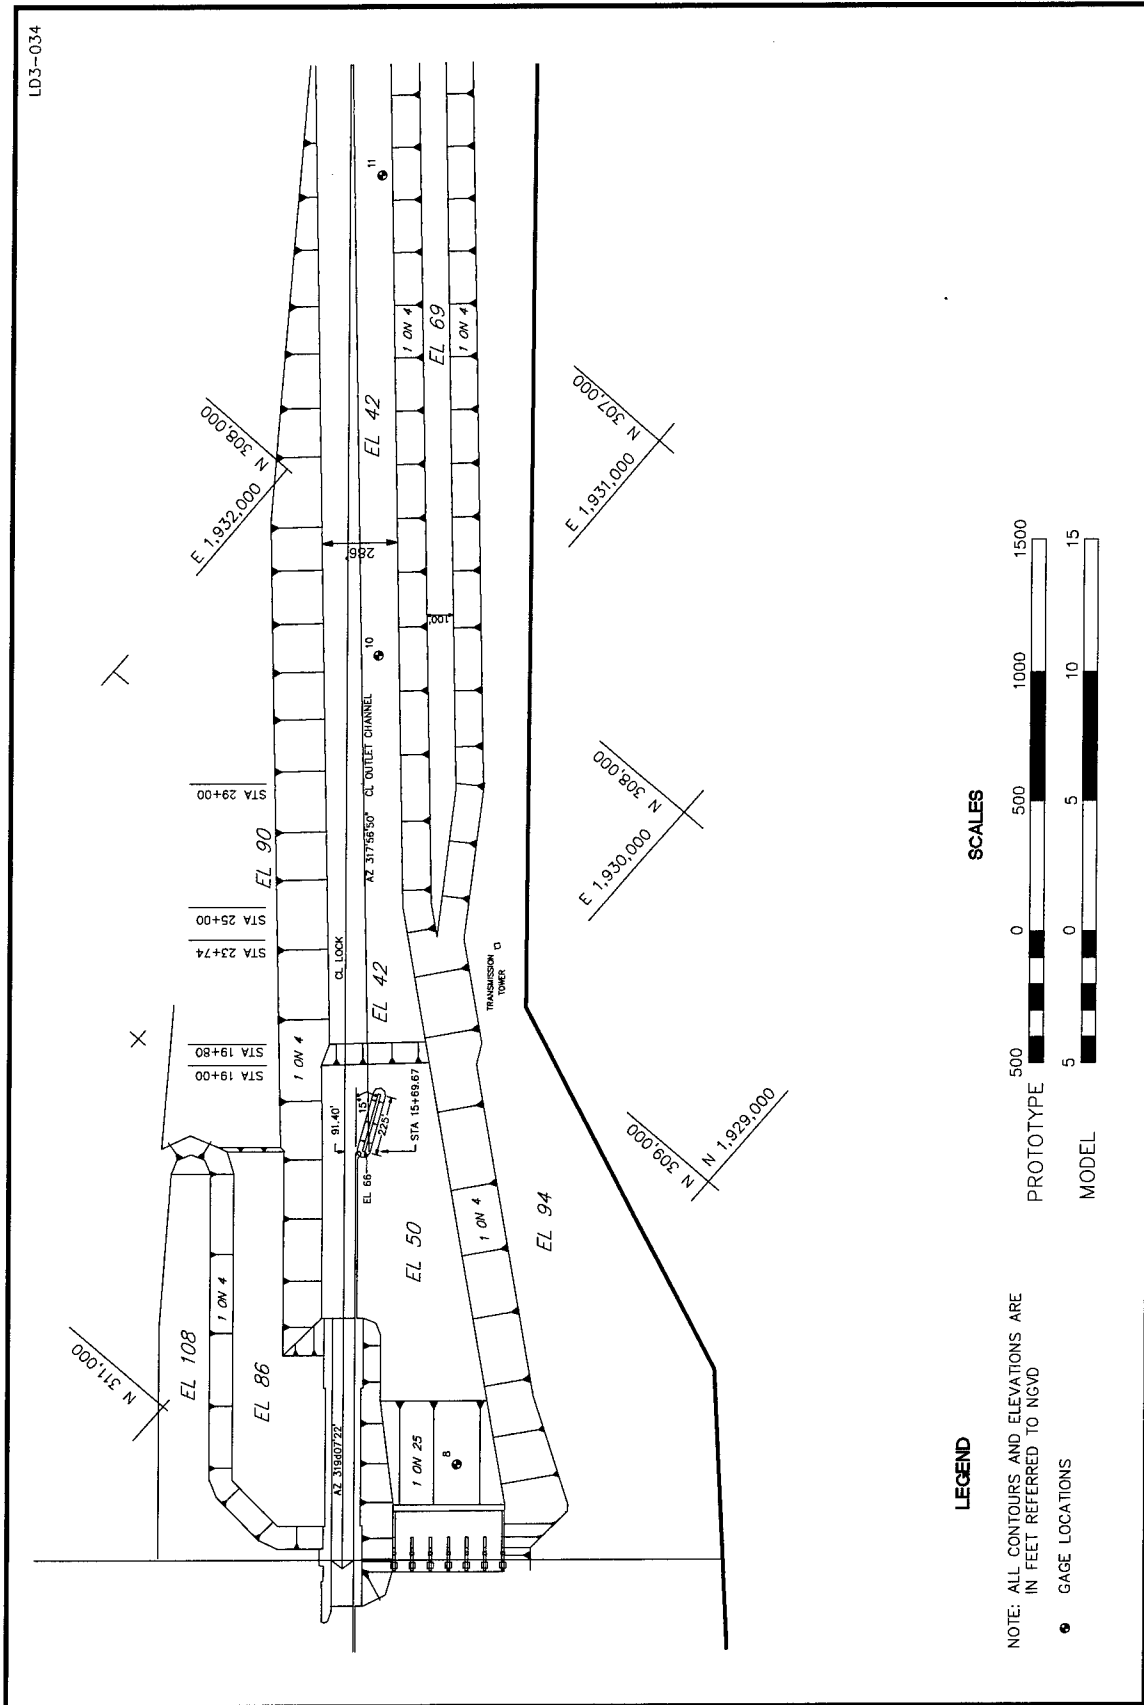 LD3-034
N 311,000
EL 108
1 ON 4
EL 86
AZ 319d07'22"
1 ON 25
8
STA 19+00
STA 19+80
STA 23+74
STA 25+00
STA 29+00
EL 90
1 ON 4
91.40'
15°
225'
EL 66
STA 15+69.67
EL 50
1 ON 4
EL 94
CL LOCK
EL 42
AZ 317°56'50"
CL OUTLET CHANNEL
TRANSMISSION
TOWER
10
286'
100'
E 1,932,000
N 308,000
EL 42
11
1 ON 4
EL 69
1 ON 4
N 309,000
N 1,929,000
E 1,930,000
N 308,000
E 1,931,000
N 307,000
LEGEND
NOTE: ALL CONTOURS AND ELEVATIONS ARE
IN FEET REFERRED TO NGVD
GAGE LOCATIONS
SCALES
PROTOTYPE
500 0 500 1000 1500
MODEL
5 0 5 10 15